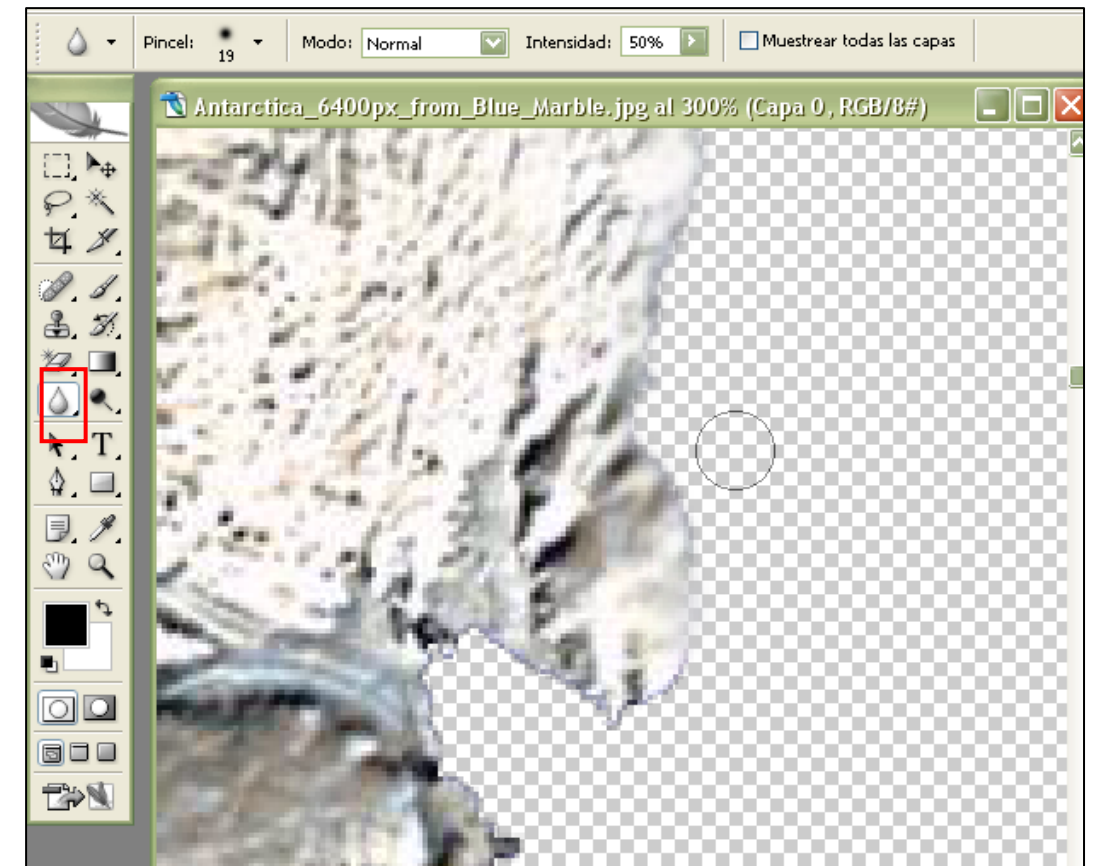 Pincel: 19 Modo: Normal Intensidad: 50% Muestrear todas las capas
Antarctica_6400px_from_Blue_Marble.jpg al 300% (Capa 0, RGB/8#)
T